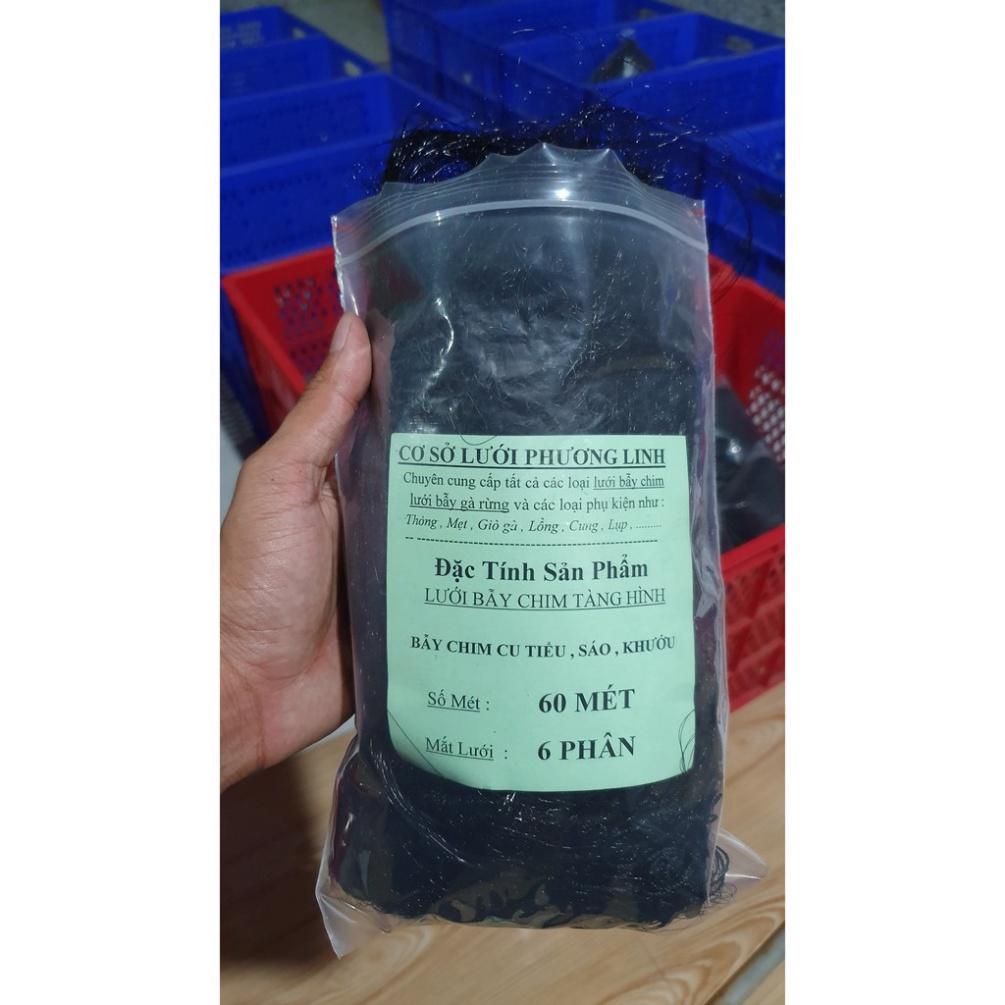 CƠ SỞ LƯỚI PHƯƠNG LINH
Chuyên cung cấp tất cả các loại lưới bẫy chim
lưới bẫy gà rừng và các loại phụ kiện như :
Thòng , Mẹt , Giỏ gà , Lồng , Cung , Lụp , .........
Đặc Tính Sản Phẩm
LƯỚI BẪY CHIM TÀNG HÌNH
BẪY CHIM CU TIỂU , SÁO , KHƯỚU
Số Mét : 60 MÉT
Mắt Lưới : 6 PHÂN